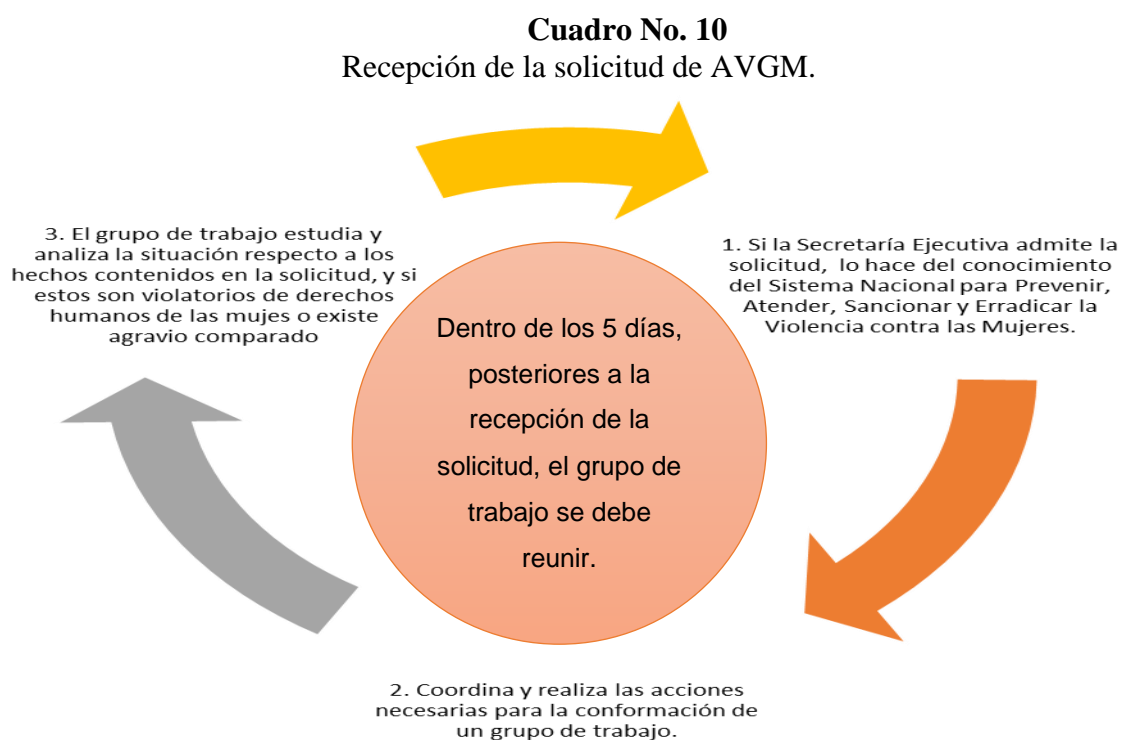 Cuadro No. 10
Recepción de la solicitud de AVGM.
1. Si la Secretaría Ejecutiva admite la
solicitud, lo hace del conocimiento
del Sistema Nacional para Prevenir,
Atender, Sancionar y Erradicar la
Violencia contra las Mujeres.
2. Coordina y realiza las acciones
necesarias para la conformación de
un grupo de trabajo.
3. El grupo de trabajo estudia y
analiza la situación respecto a los
hechos contenidos en la solicitud, y si
estos son violatorios de derechos
humanos de las mujes o existe
agravio comparado
Dentro de los 5 días,
posteriores a la
recepción de la
solicitud, el grupo de
trabajo se debe
reunir.